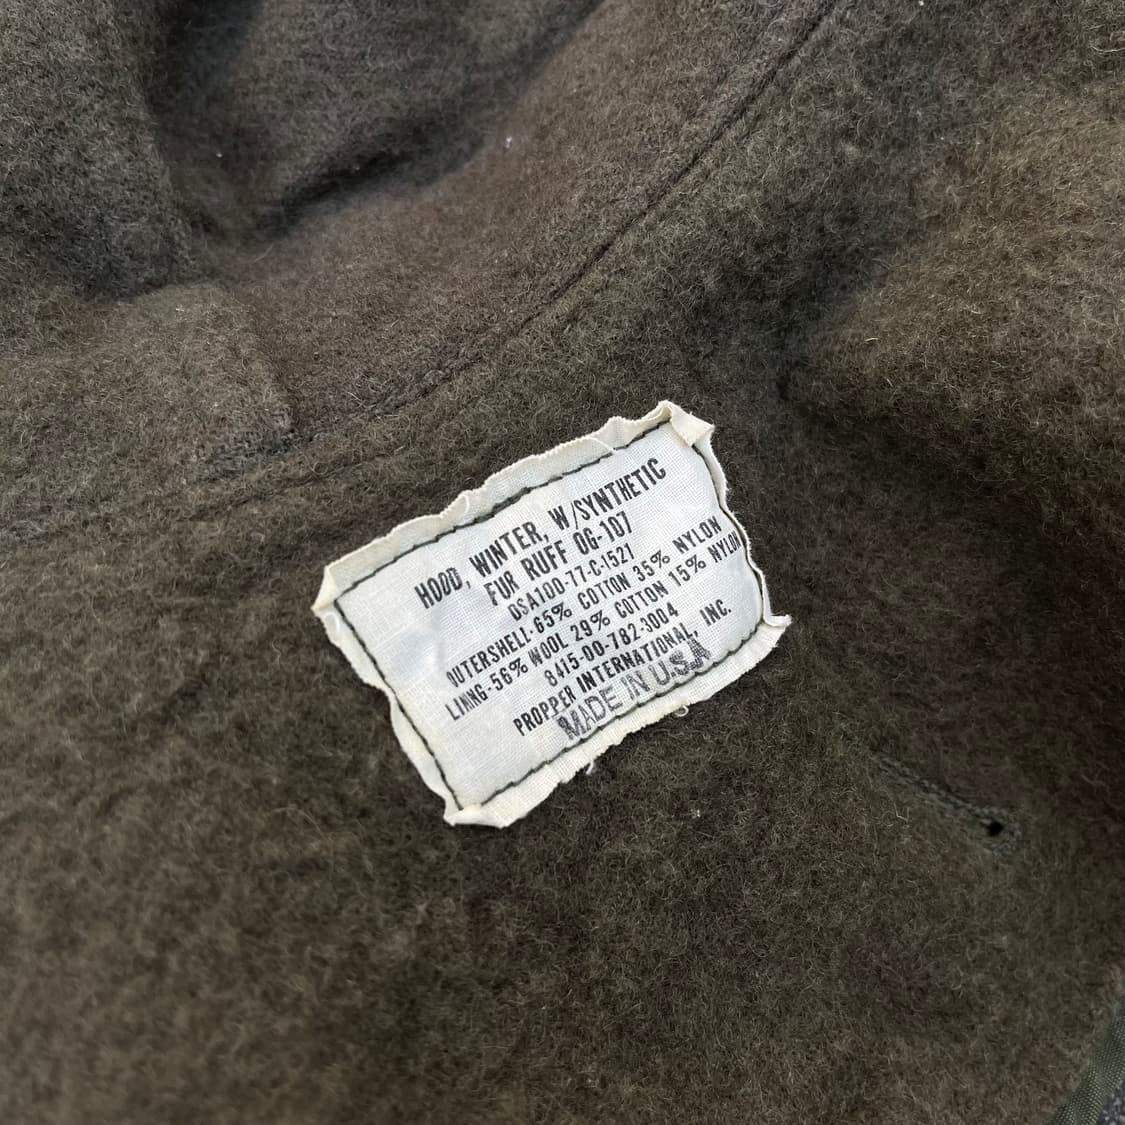 HOOD, WINTER, W/SYNTHETIC
FUR RUFF OG-107
DSA100-77-C-1527
OUTERSHELL-65% COTTON 35% NYLON
LINING-56% WOOL 29% COTTON 15% NYLON
8415-00-782-3004
PROPPER INTERNATIONAL, INC.
MADE IN U.S.A